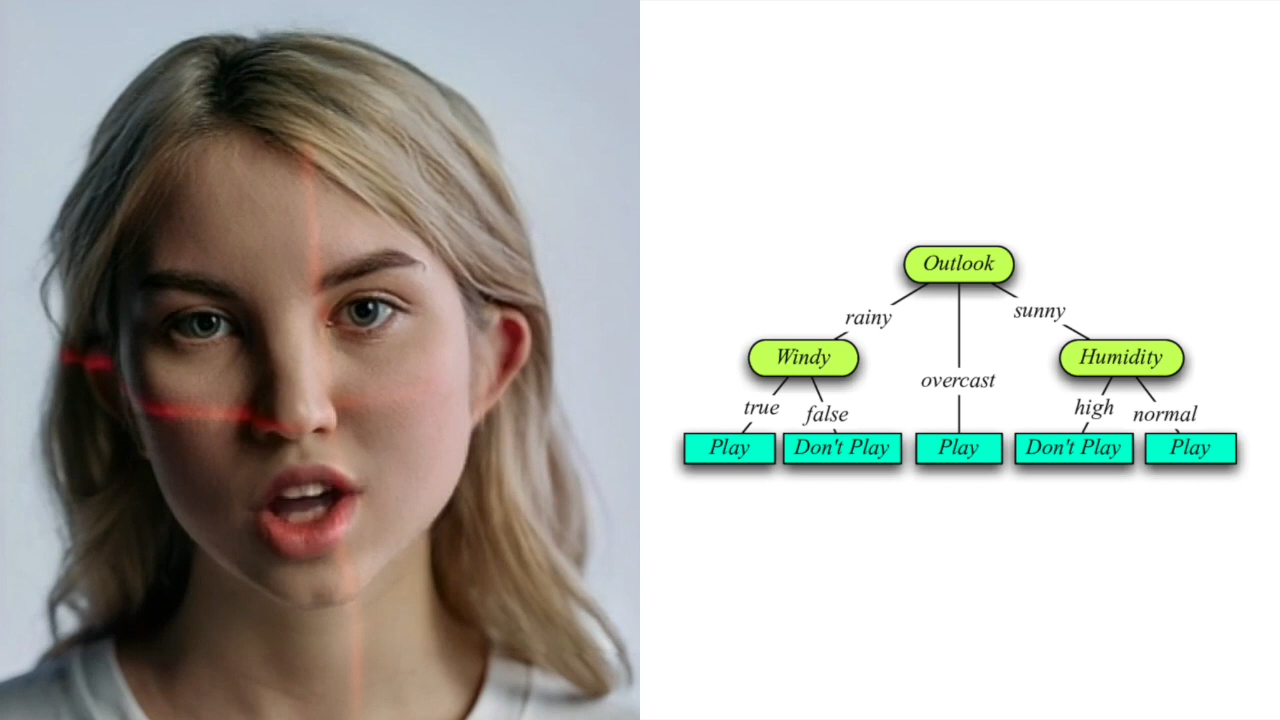 Outlook
rainy
sunny
Windy
Humidity
overcast
true
false
high
normal
Play
Don't Play
Play
Don't Play
Play